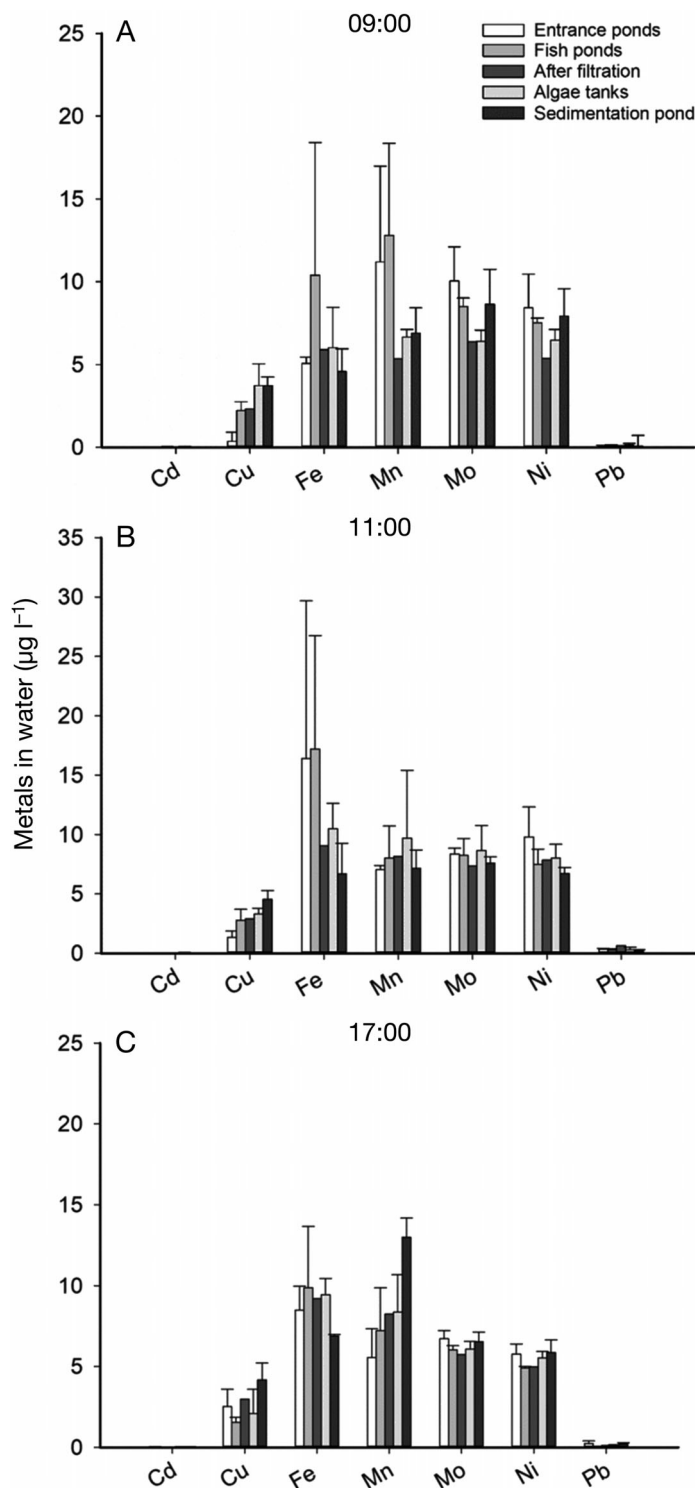 A
09:00
25
20
15
10
5
0
Entrance ponds
Fish ponds
After filtration
Algae tanks
Sedimentation pond
Cd Cu Fe Mn Mo Ni Pb
B
11:00
35
30
25
20
15
10
5
0
Metals in water (µg l⁻¹)
Cd Cu Fe Mn Mo Ni Pb
C
17:00
25
20
15
10
5
0
Cd Cu Fe Mn Mo Ni Pb